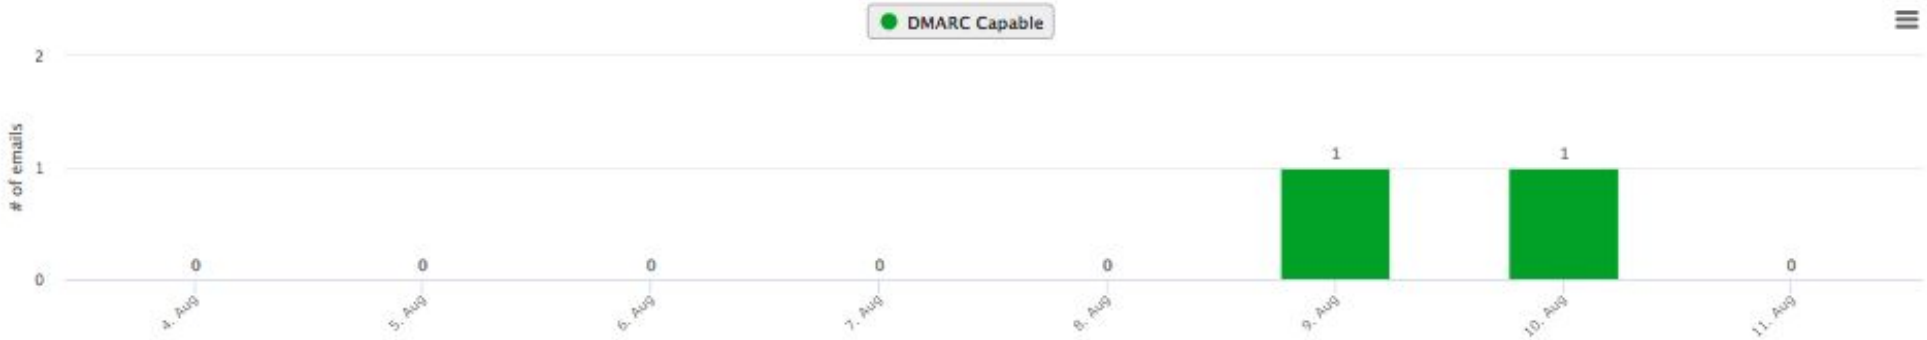 DMARC Capable
2
# of emails
1
1
1
0
0
0
0
0
0
0
4. Aug
5. Aug
6. Aug
7. Aug
8. Aug
9. Aug
10. Aug
11. Aug